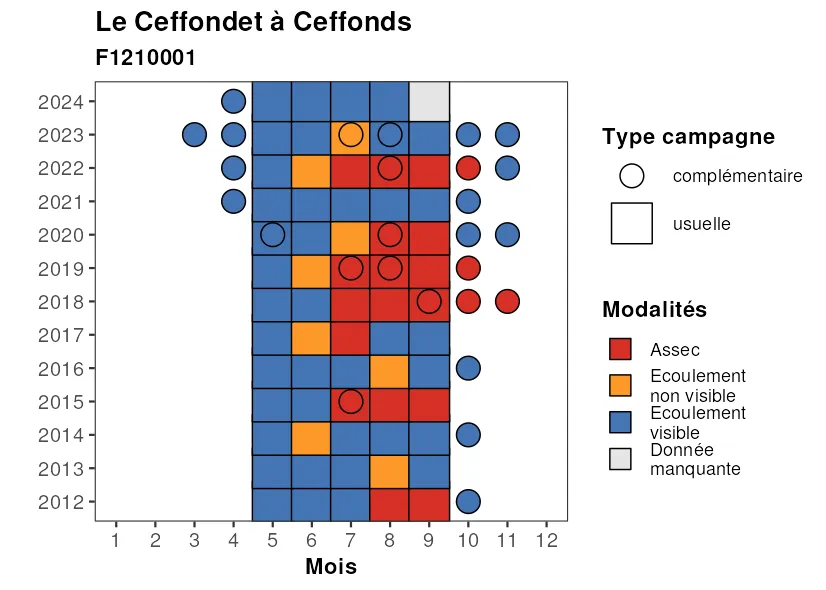 Le Ceffondet à Ceffonds
F1210001
2024
2023
2022
2021
2020
2019
2018
2017
2016
2015
2014
2013
2012
1 2 3 4 5 6 7 8 9 10 11 12
Mois
Type campagne
complémentaire
usuelle
Modalités
Assec
Ecoulement
non visible
Ecoulement
visible
Donnée
manquante